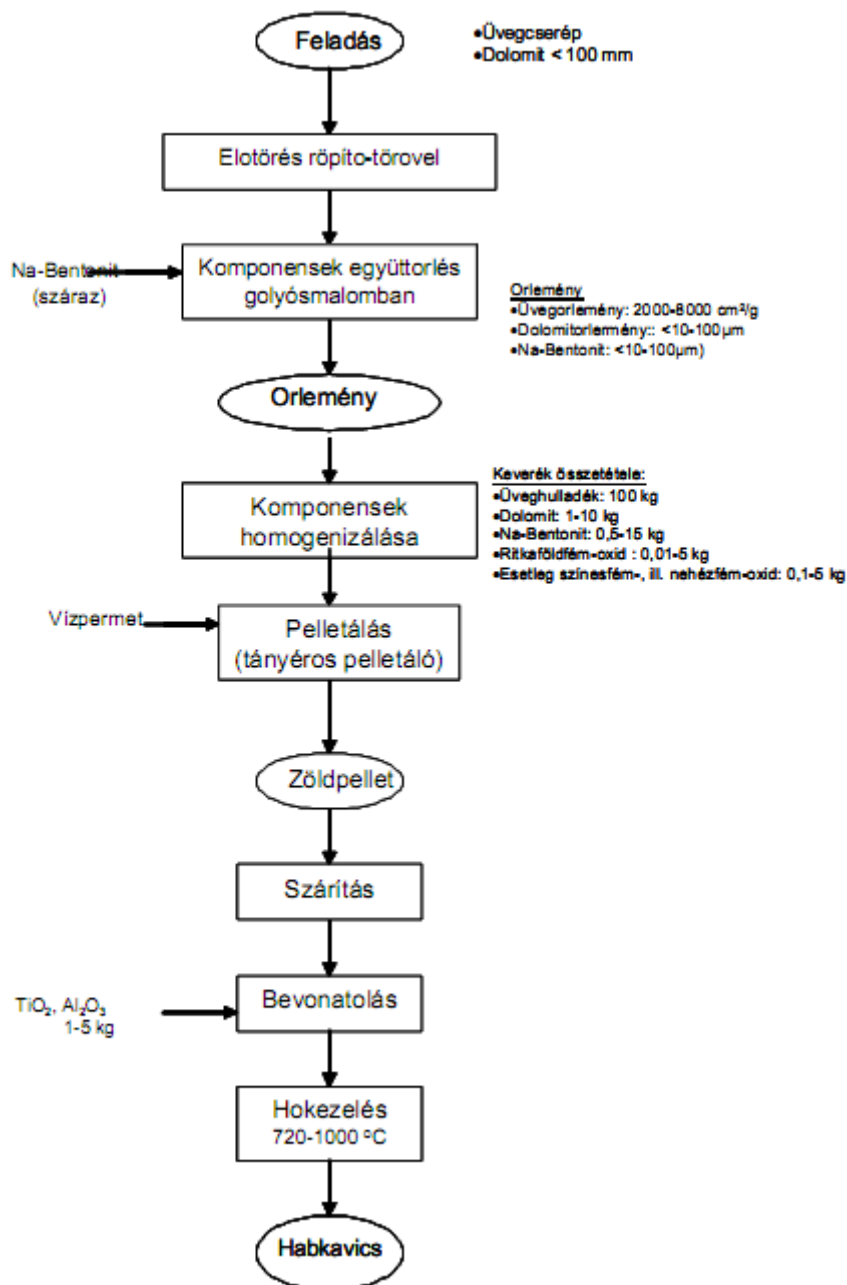 Feladás
•Üvegcserép
•Dolomit < 100 mm
Elotörés röpíto-törovel
Na-Bentonit
(száraz)
Komponensek együttorlés
golyósmalomban
Orlemény
•Üvegorlemény: 2000-8000 cm²/g
•Dolomitorlermény:: <10-100µm
•Na-Bentonit: <10-100µm)
Orlemény
Keverék összetétele:
•Üveghulladék: 100 kg
•Dolomit: 1-10 kg
•Na-Bentonit: 0,5-15 kg
•Ritkaföldfém-oxid : 0,01-5 kg
•Esetleg színesfém-, ill. nehézfém-oxid: 0,1-5 kg
Komponensek
homogenizálása
Vízpermet
Pelletálás
(tányéros pelletáló)
Zöldpellet
Szárítás
TiO₂, Al₂O₃
1-5 kg
Bevonatolás
Hokezelés
720-1000 ºC
Habkavics